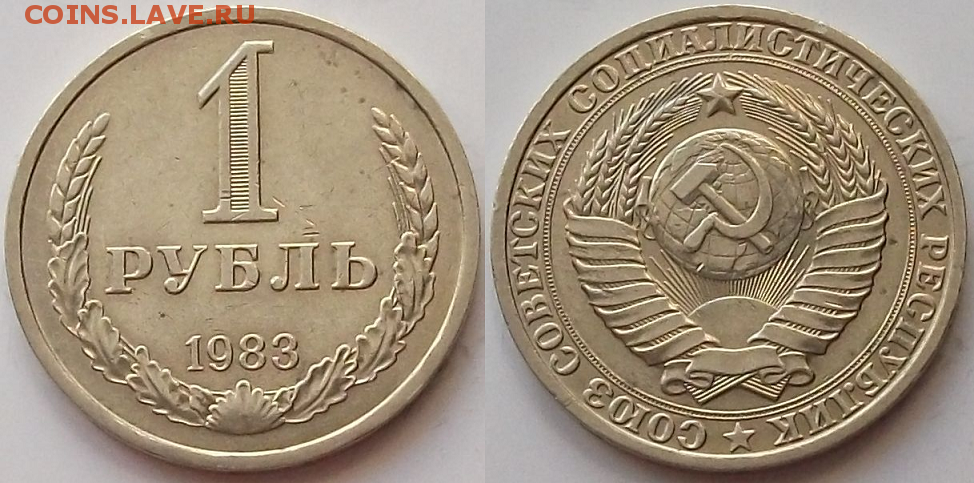 COINS.LAVE.RU
1
РУБЛЬ
1983
СОЮЗ СОВЕТСКИХ СОЦИАЛИСТИЧЕСКИХ РЕСПУБЛИК